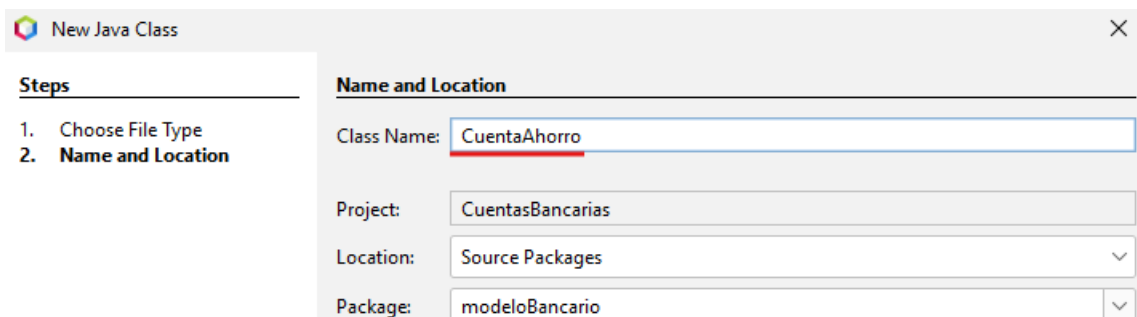 New Java Class
Steps
1. Choose File Type
2. Name and Location
Name and Location
Class Name: CuentaAhorro
Project: CuentasBancarias
Location: Source Packages
Package: modeloBancario